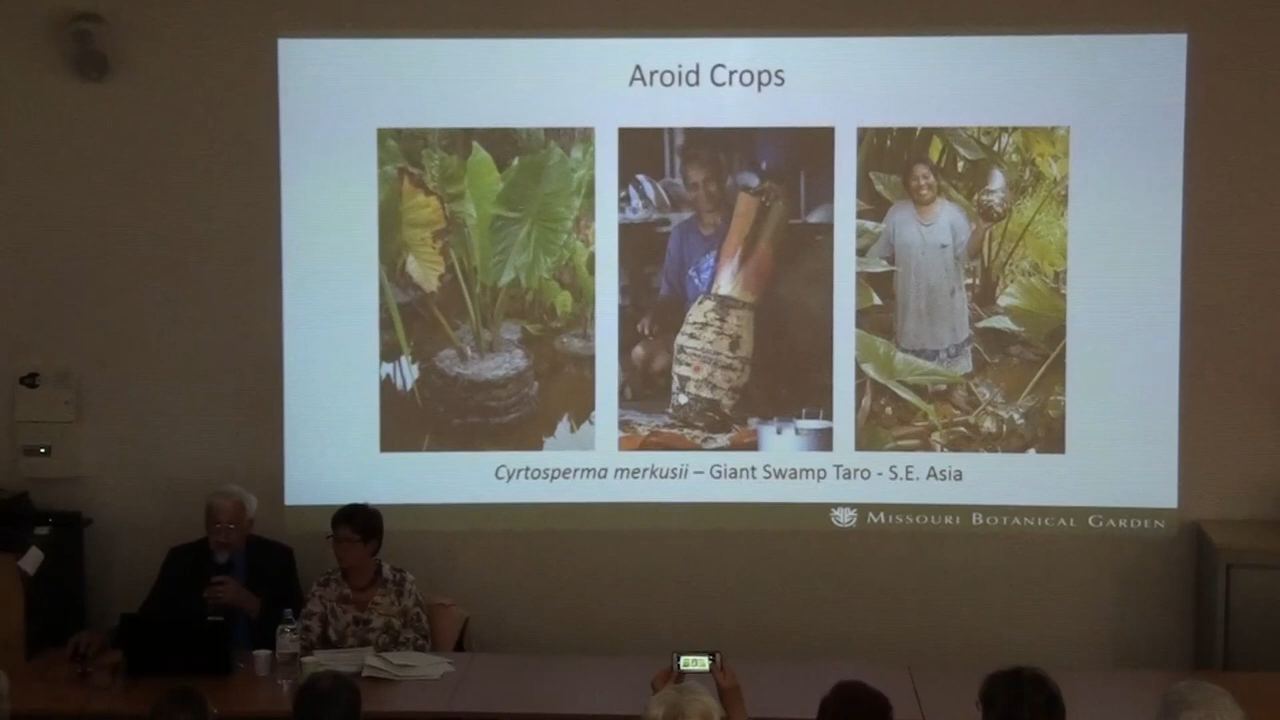 Aroid Crops
Cyrtosperma merkusii – Giant Swamp Taro - S.E. Asia
MISSOURI BOTANICAL GARDEN